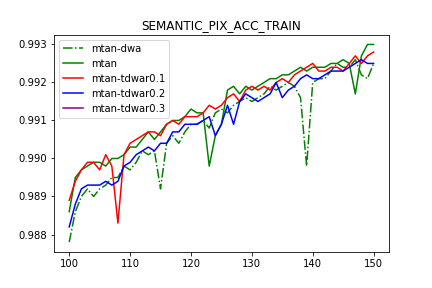 SEMANTIC_PIX_ACC_TRAIN
0.993
0.992
0.991
0.990
0.989
0.988
mtan-dwa
mtan
mtan-tdwar0.1
mtan-tdwar0.2
mtan-tdwar0.3
100 110 120 130 140 150